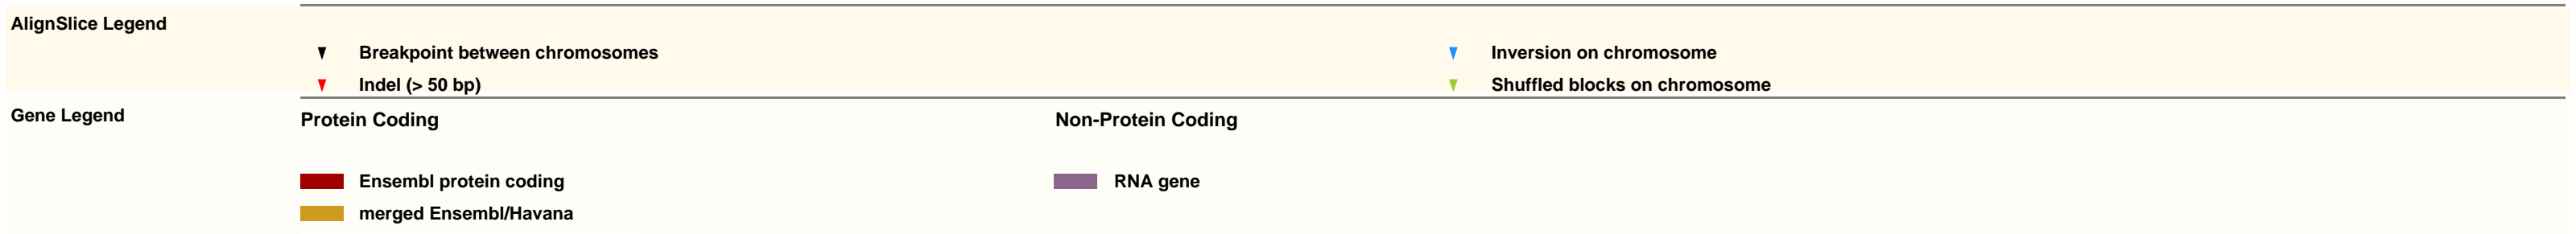 AlignSlice Legend
Breakpoint between chromosomes
Inversion on chromosome
Indel (> 50 bp)
Shuffled blocks on chromosome
Gene Legend
Protein Coding
Non-Protein Coding
Ensembl protein coding
RNA gene
merged Ensembl/Havana